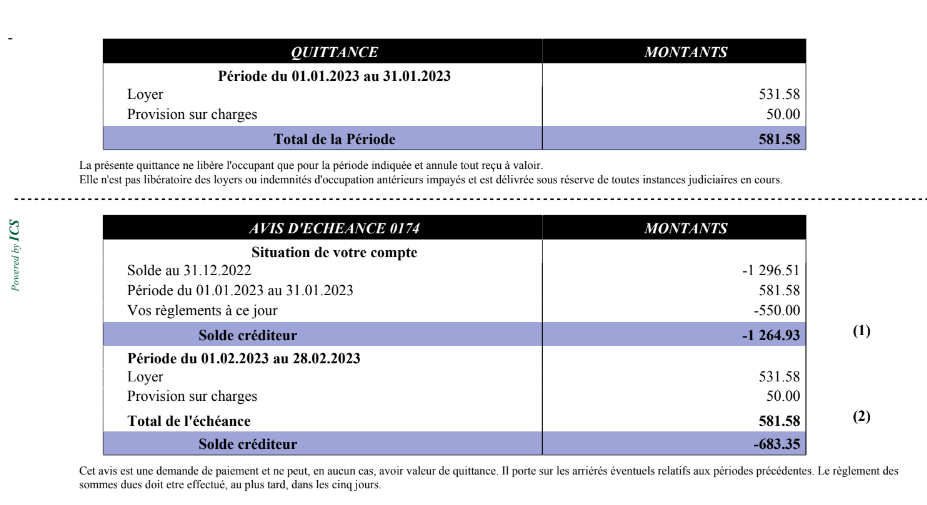 -
QUITTANCE MONTANTS
Période du 01.01.2023 au 31.01.2023
Loyer 531.58
Provision sur charges 50.00
Total de la Période 581.58
La présente quittance ne libère l'occupant que pour la période indiquée et annule tout reçu à valoir.
Elle n'est pas libératoire des loyers ou indemnités d'occupation antérieurs impayés et est délivrée sous réserve de toutes instances judiciaires en cours.
Powered by ICS
AVIS D'ECHEANCE 0174 MONTANTS
Situation de votre compte
Solde au 31.12.2022 -1 296.51
Période du 01.01.2023 au 31.01.2023 581.58
Vos règlements à ce jour -550.00
Solde créditeur -1 264.93 (1)
Période du 01.02.2023 au 28.02.2023
Loyer 531.58
Provision sur charges 50.00
Total de l'échéance 581.58 (2)
Solde créditeur -683.35
Cet avis est une demande de paiement et ne peut, en aucun cas, avoir valeur de quittance. Il porte sur les arriérés éventuels relatifs aux périodes précédentes. Le règlement des
sommes dues doit etre effectué, au plus tard, dans les cinq jours.